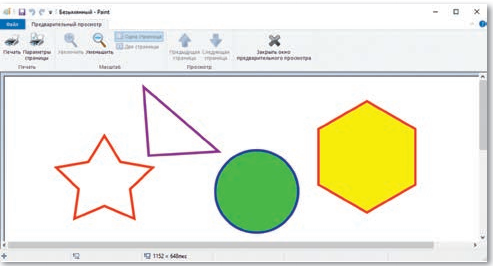 Безымянный - Paint
Файл Предварительный просмотр
Печать Параметры страницы Увеличить Уменьшить Одна страница Две страницы Предыдущая страница Следующая страница Закрыть окно предварительного просмотра
Печать Масштаб Просмотр
1152 × 648пкс